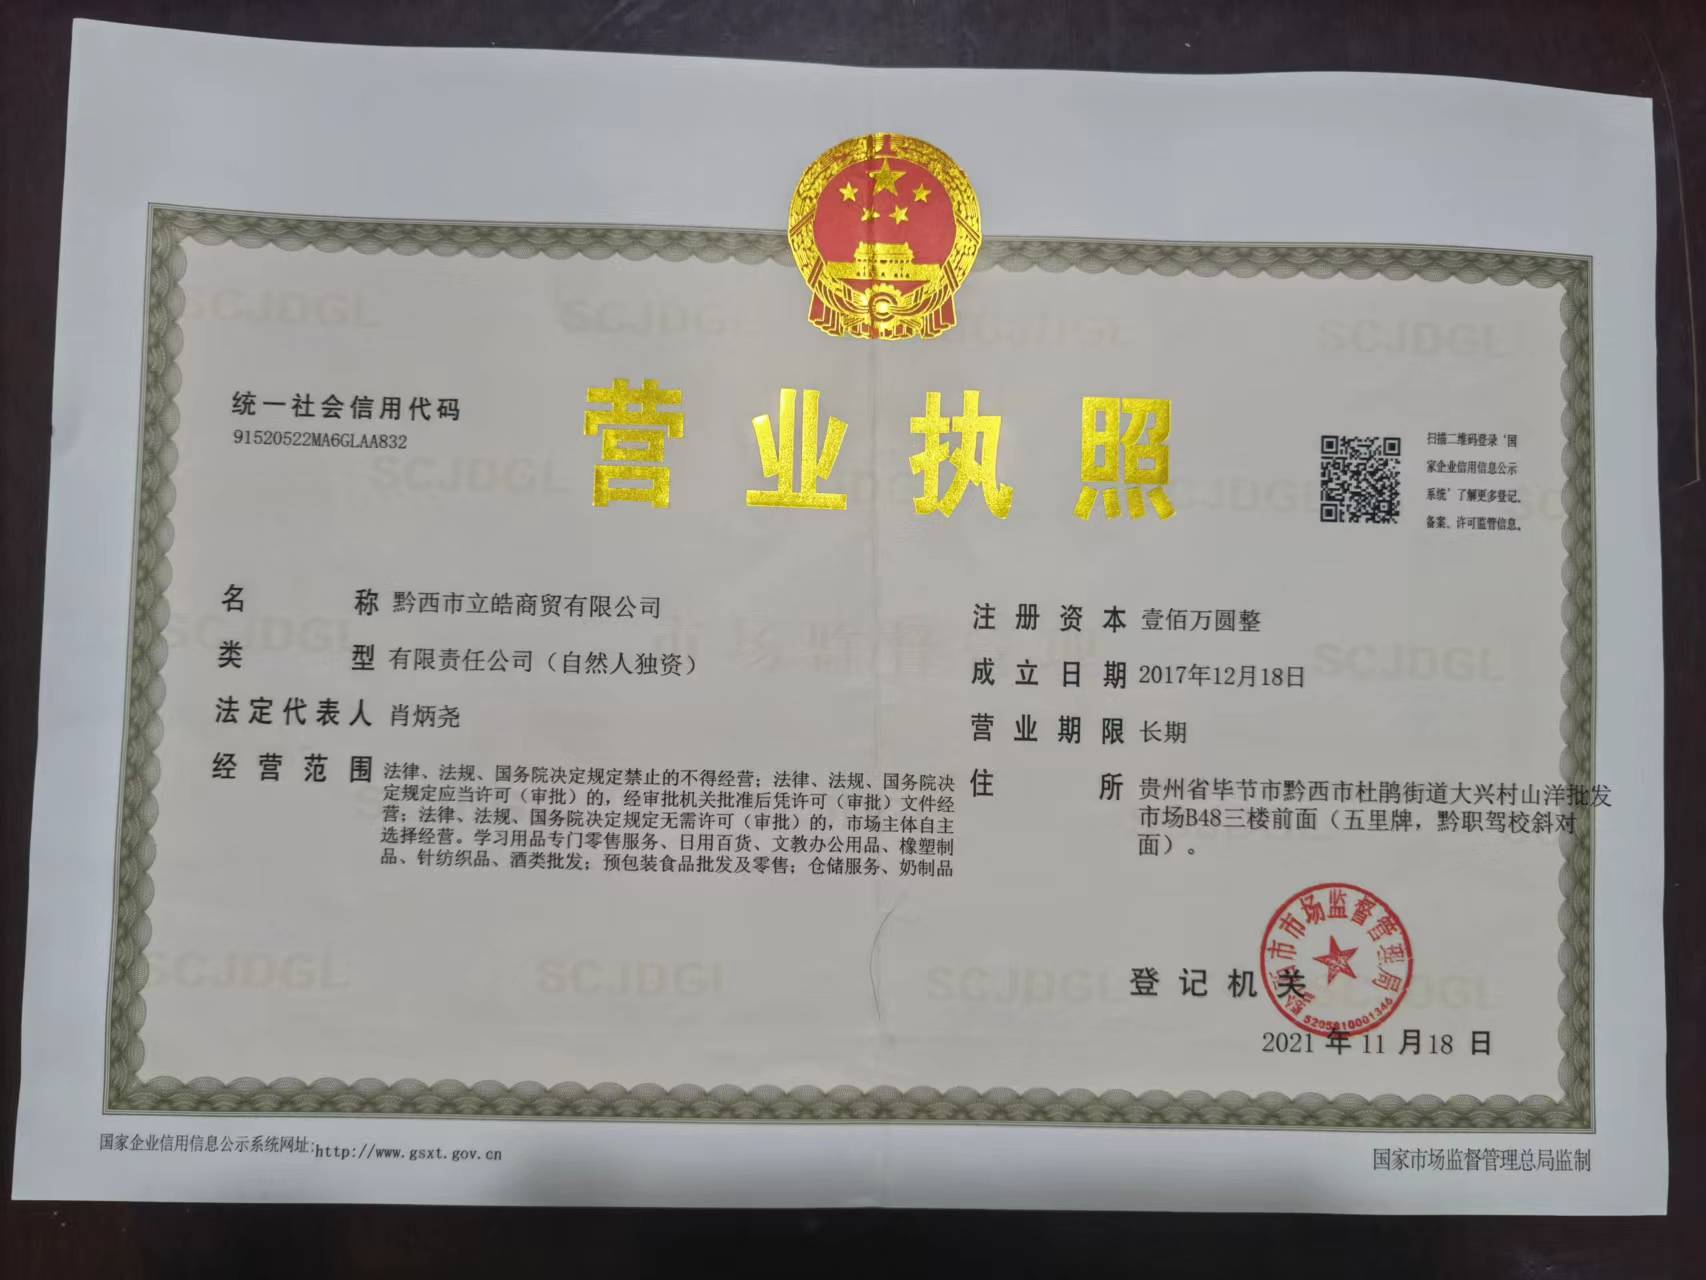 营业执照
统一社会信用代码
91520522MA6GLAA832
扫描二维码登录‘国
家企业信用信息公示
系统’了解更多登记、
备案、许可监管信息。
名称 黔西市立皓商贸有限公司
类型 有限责任公司（自然人独资）
法定代表人 肖炳尧
经营范围 法律、法规、国务院决定规定禁止的不得经营；法律、法规、国务院决
定规定应当许可（审批）的，经审批机关批准后凭许可（审批）文件经
营；法律、法规、国务院决定规定无需许可（审批）的，市场主体自主
选择经营。学习用品专门零售服务、日用百货、文教办公用品、橡塑制
品、针纺织品、酒类批发；预包装食品批发及零售；仓储服务、奶制品
注册资本 壹佰万圆整
成立日期 2017年12月18日
营业期限 长期
住所 贵州省毕节市黔西市杜鹃街道大兴村山洋批发
市场B48三楼前面（五里牌，黔职驾校斜对
面）。
登记机关
市市场监督管理局
2021 年 11 月 18 日
国家企业信用信息公示系统网址:http://www.gsxt.gov.cn
国家市场监督管理总局监制
SCJDGL